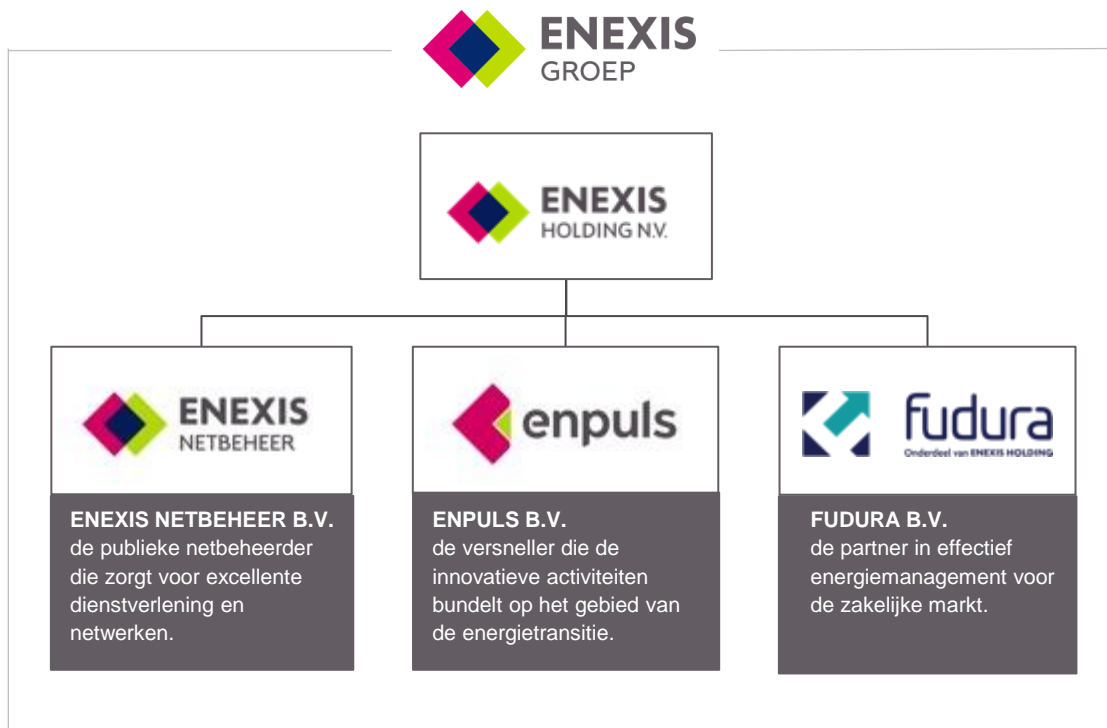 ENEXIS
GROEP
ENEXIS
HOLDING N.V.
ENEXIS
NETBEHEER
enpuls
fudura
Onderdeel van ENEXIS HOLDING
ENEXIS NETBEHEER B.V.
de publieke netbeheerder
die zorgt voor excellente
dienstverlening en
netwerken.
ENPULS B.V.
de versneller die de
innovatieve activiteiten
bundelt op het gebied van
de energietransitie.
FUDURA B.V.
de partner in effectief
energiemanagement voor
de zakelijke markt.